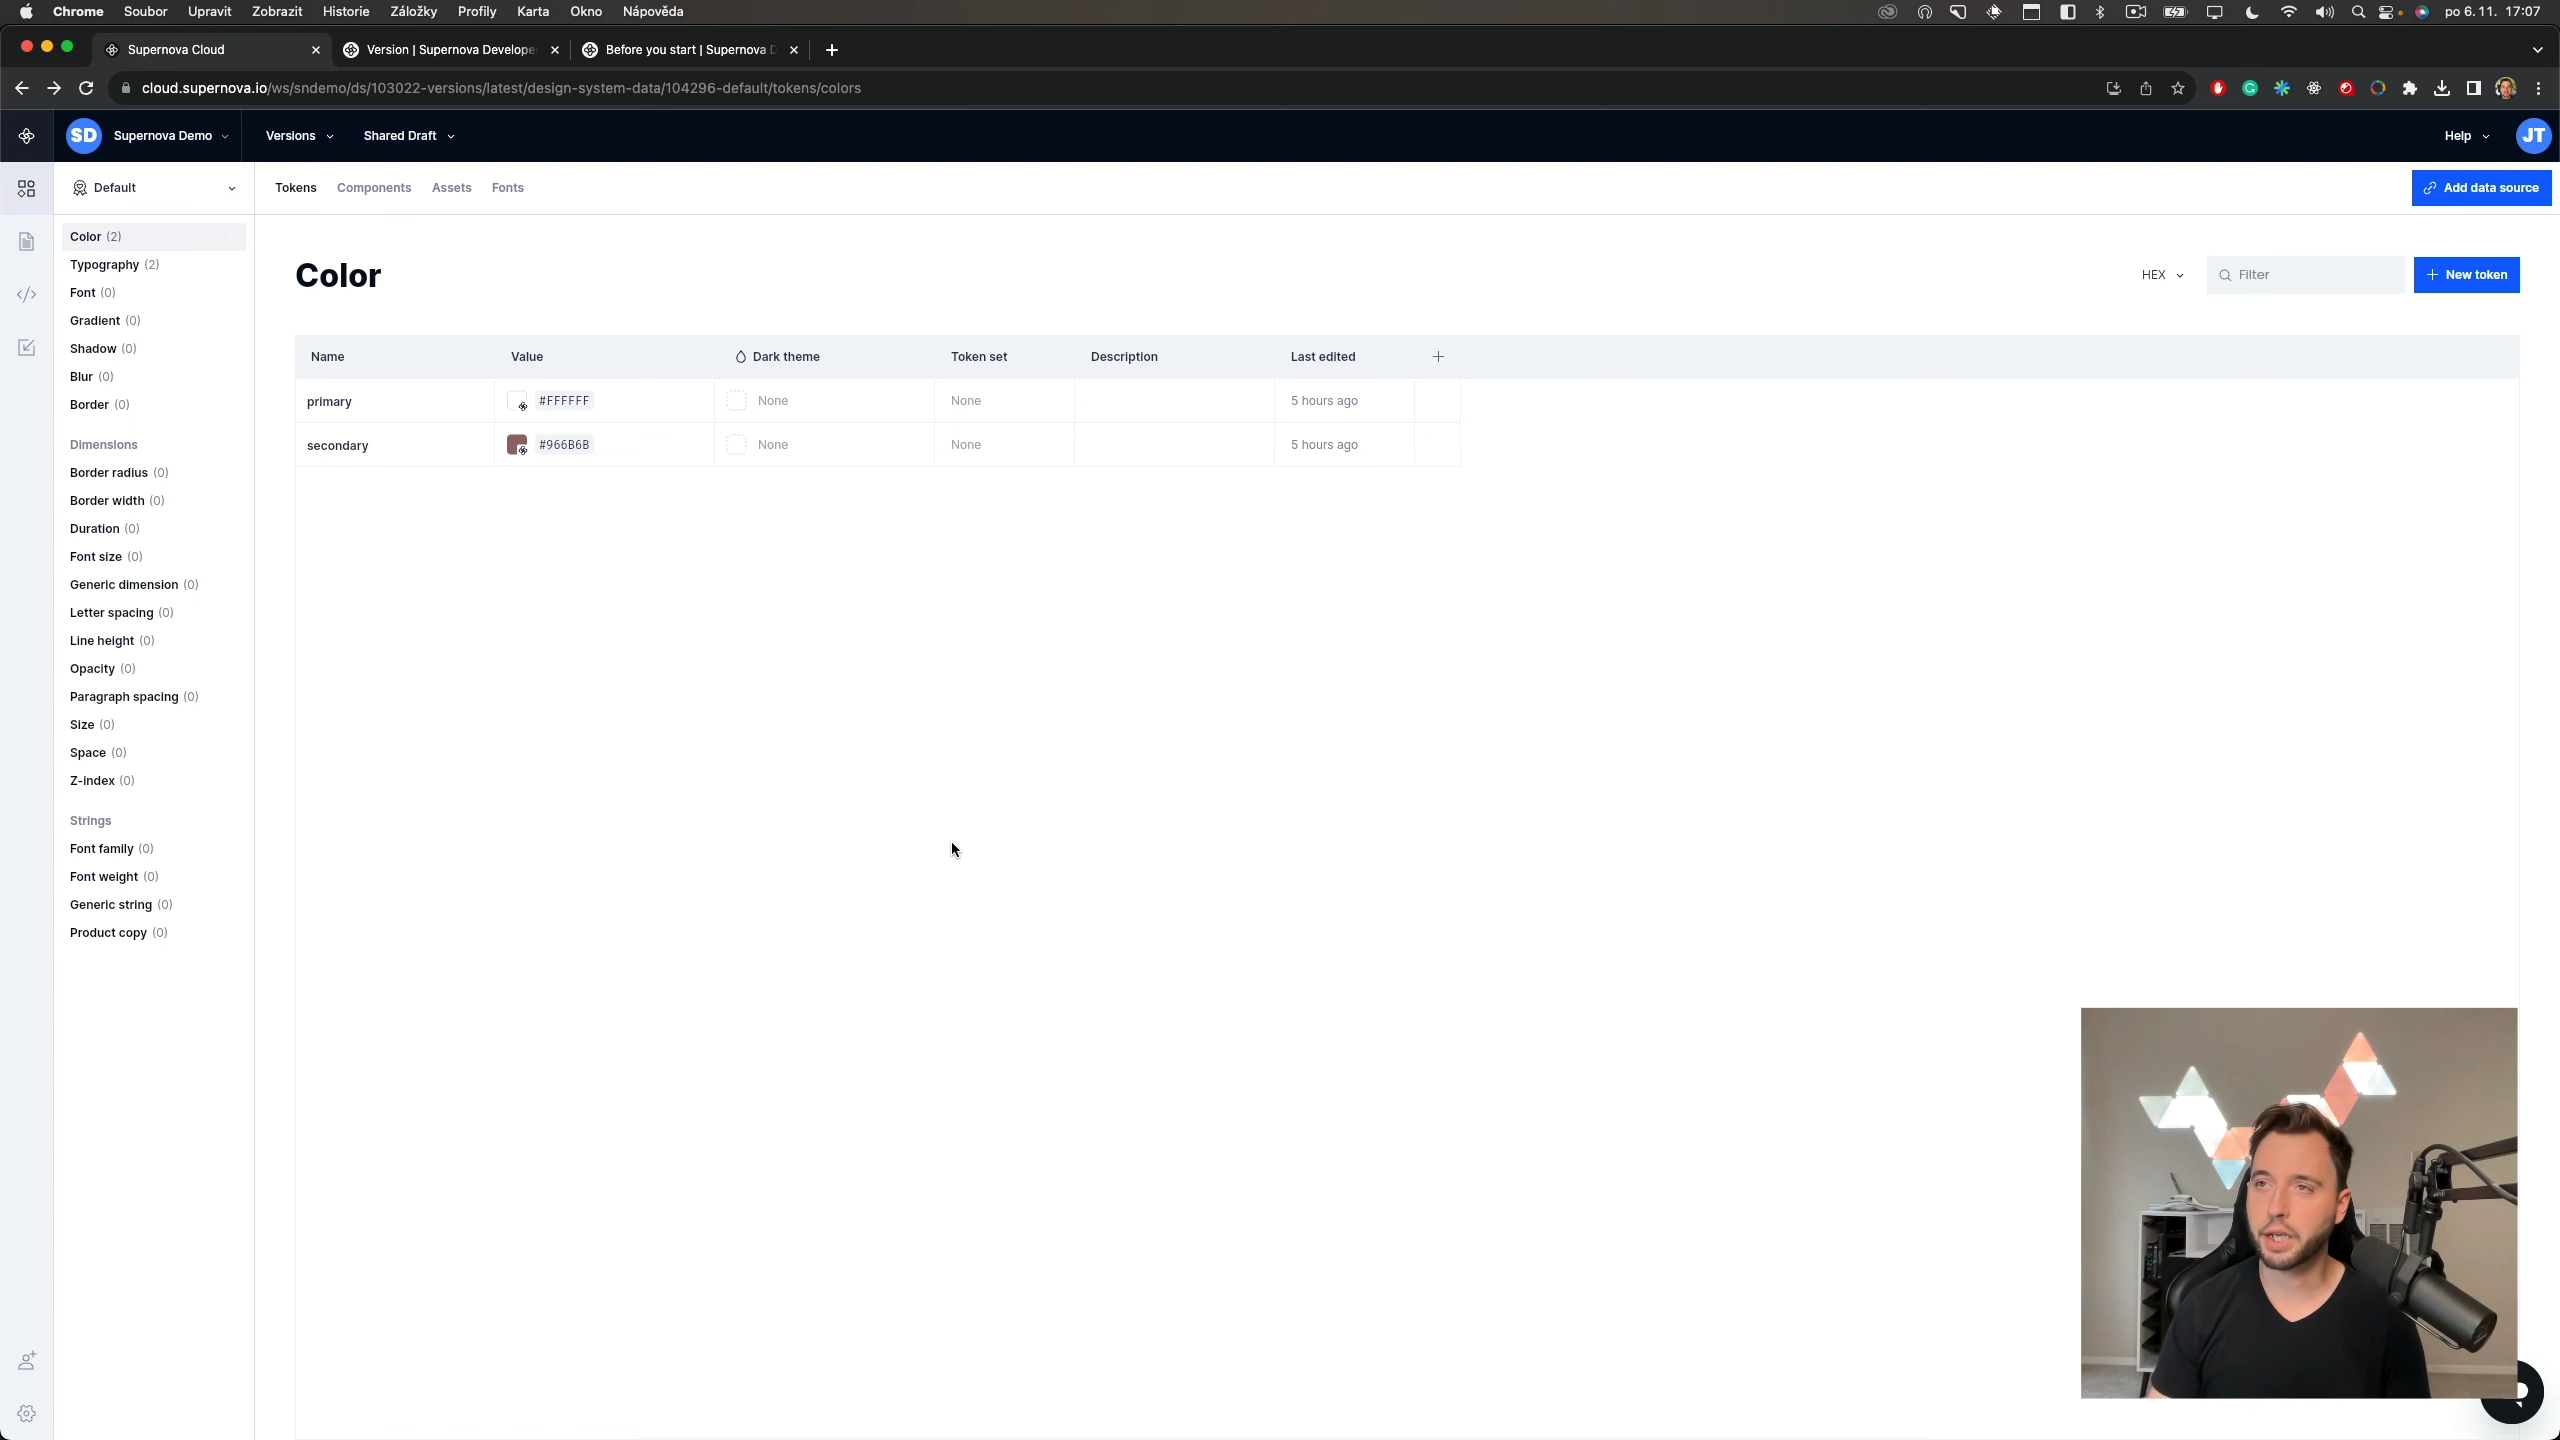 Chrome Soubor Upravit Zobrazit Historie Záložky Profily Karta Okno Nápověda po 6. 11. 17:07
Supernova Cloud Version | Supernova Develope Before you start | Supernova D
cloud.supernova.io/ws/sndemo/ds/103022-versions/latest/design-system-data/104296-default/tokens/colors
SD Supernova Demo Versions Shared Draft Help JT
Default Tokens Components Assets Fonts Add data source
Color (2)
Typography (2)
Font (0)
Gradient (0)
Shadow (0)
Blur (0)
Border (0)
Dimensions
Border radius (0)
Border width (0)
Duration (0)
Font size (0)
Generic dimension (0)
Letter spacing (0)
Line height (0)
Opacity (0)
Paragraph spacing (0)
Size (0)
Space (0)
Z-index (0)
Strings
Font family (0)
Font weight (0)
Generic string (0)
Product copy (0)
Color HEX Filter New token
Name Value Dark theme Token set Description Last edited
primary #FFFFFF None None 5 hours ago
secondary #966B6B None None 5 hours ago